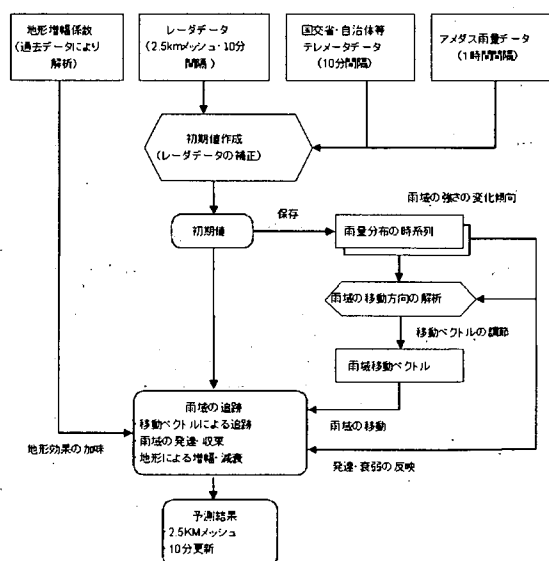 地形増幅係数
(過去データにより
解析)
レーダデータ
(2.5kmメッシュ・10分
間隔)
国交省・自治体等
テレメータデータ
(10分間隔)
アメダス雨量データ
(1時間間隔)
初期値作成
(レーダデータの補正)
雨域の強さの変化傾向
保存
初期値
雨量分布の時系列
雨域の移動方向の解析
移動ベクトルの調節
雨域移動ベクトル
雨域の追跡
移動ベクトルによる追跡
雨域の発達・収束
地形による増幅・減衰
雨域の移動
地形効果の加味
発達・衰弱の反映
予測結果
2.5KMメッシュ
10分更新